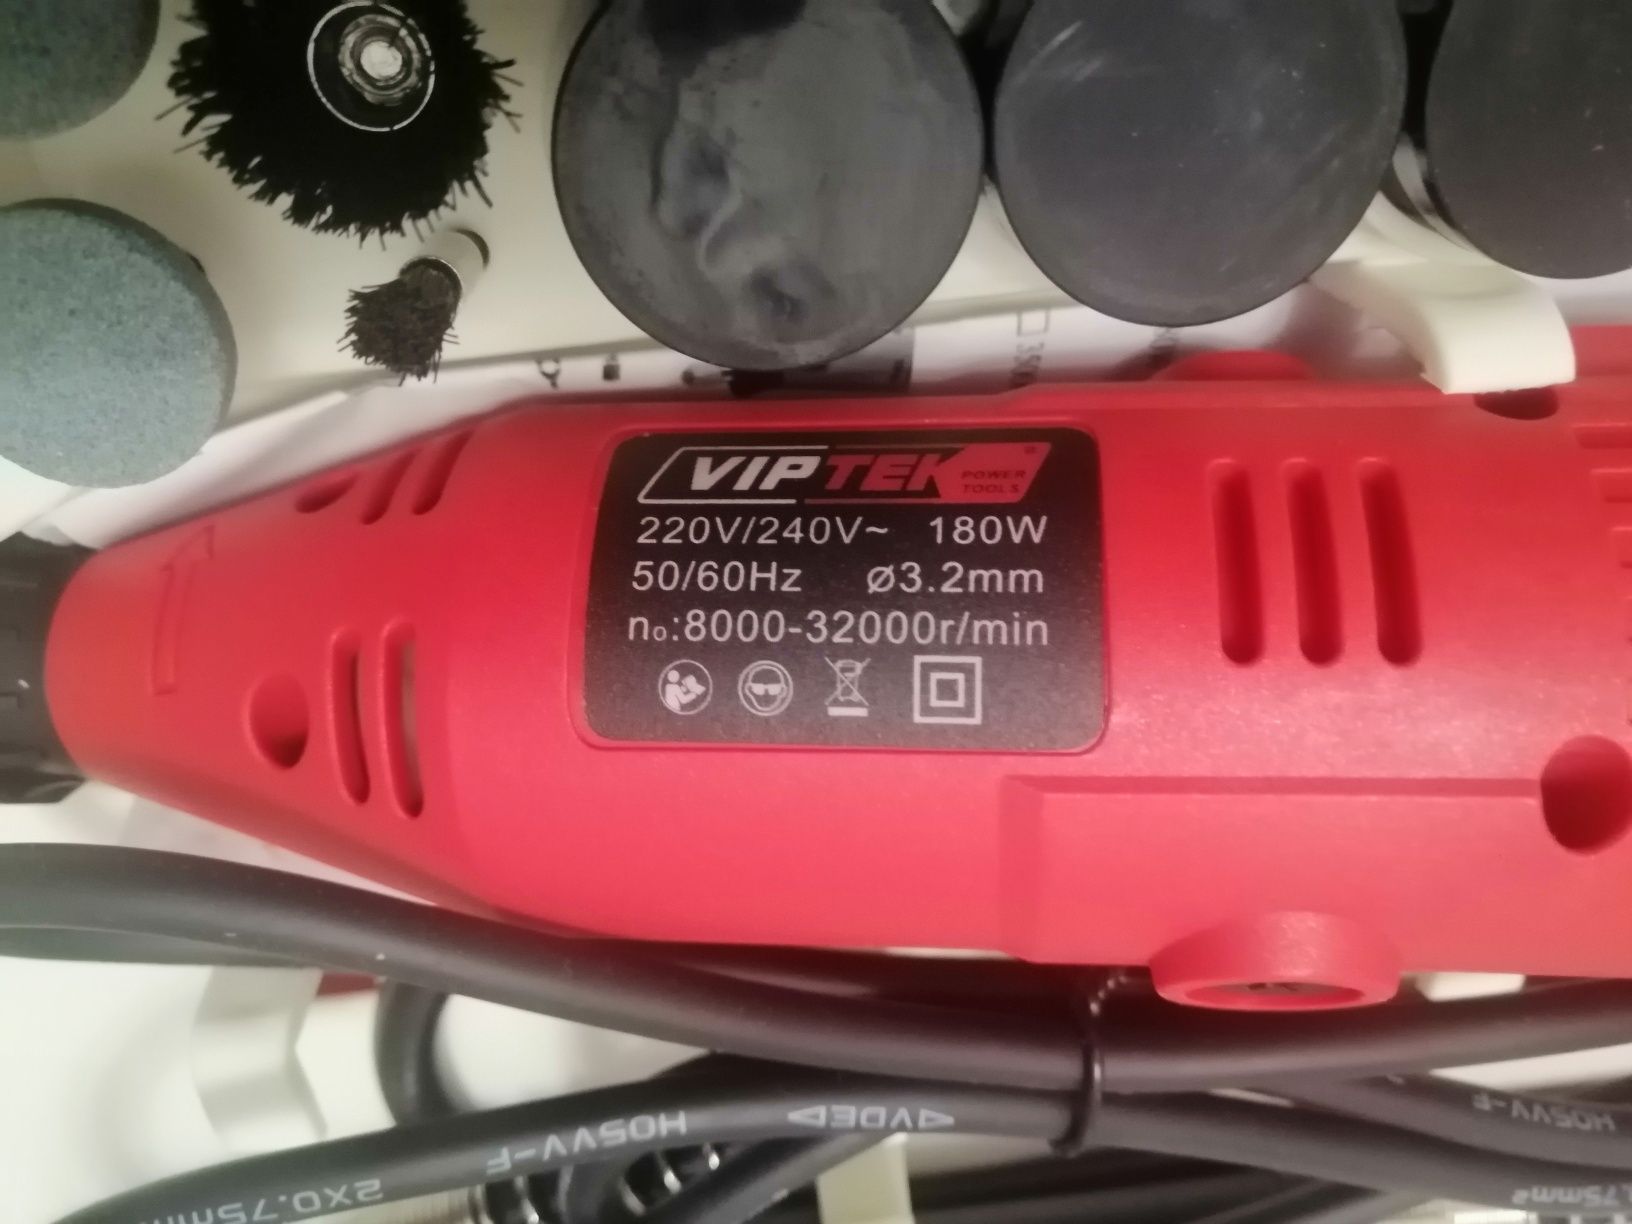 VIPTEK® POWER
TOOLS
220V/240V~ 180W
50/60Hz ø3.2mm
n₀:8000-32000r/min
H05VV-F
◁VDE▷
2X0.75mm
H05VV-F
.75mm²